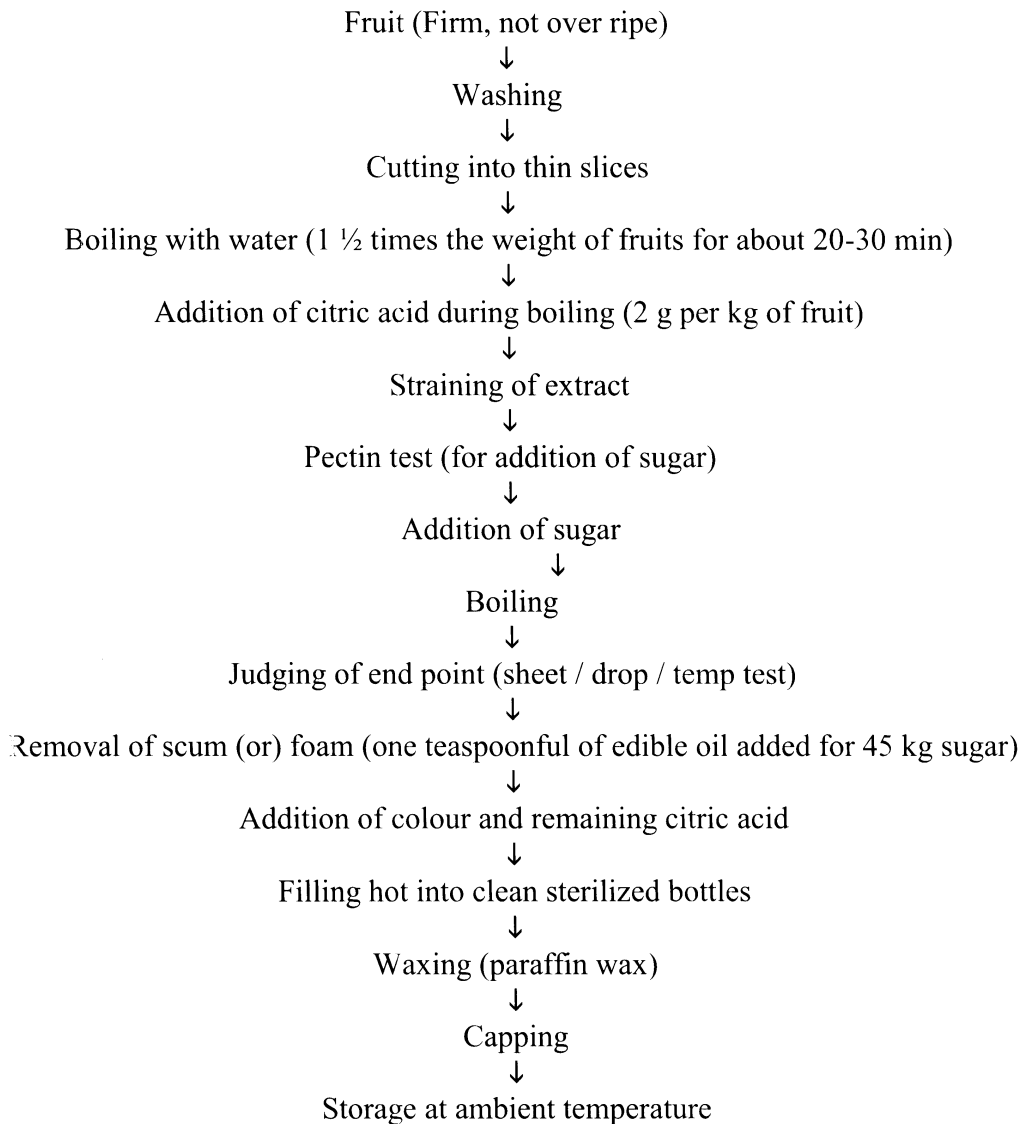 Fruit (Firm, not over ripe)
↓
Washing
↓
Cutting into thin slices
↓
Boiling with water (1 ½ times the weight of fruits for about 20-30 min)
↓
Addition of citric acid during boiling (2 g per kg of fruit)
↓
Straining of extract
↓
Pectin test (for addition of sugar)
↓
Addition of sugar
↓
Boiling
↓
Judging of end point (sheet / drop / temp test)
↓
Removal of scum (or) foam (one teaspoonful of edible oil added for 45 kg sugar)
↓
Addition of colour and remaining citric acid
↓
Filling hot into clean sterilized bottles
↓
Waxing (paraffin wax)
↓
Capping
↓
Storage at ambient temperature